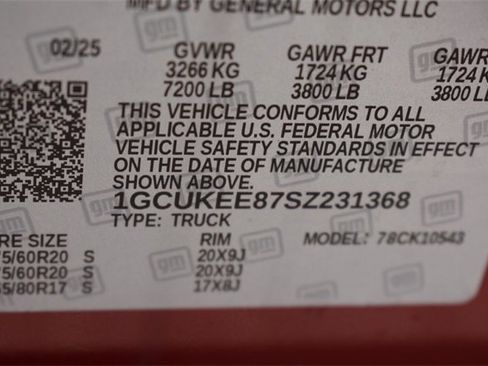 MFD BY GENERAL MOTORS LLC
02/25 GVWR GAWR FRT GAWR
3266 KG 1724 KG 1724 K
7200 LB 3800 LB 3800 L
THIS VEHICLE CONFORMS TO ALL
APPLICABLE U.S. FEDERAL MOTOR
VEHICLE SAFETY STANDARDS IN EFFECT
ON THE DATE OF MANUFACTURE
SHOWN ABOVE.
1GCUKEE87SZ231368
TYPE: TRUCK
RE SIZE RIM MODEL: 78CK10543
5/60R20 S 20X9J
5/60R20 S 20X9J
5/80R17 S 17X8J